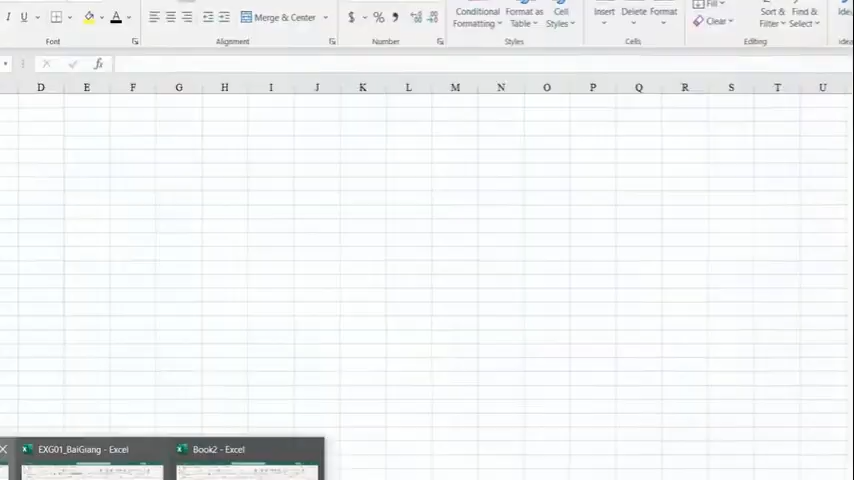 I U A Merge & Center $ % , Conditional Formatting Format as Table Cell Styles Insert Delete Format Fill Clear Sort & Filter Find & Select
Font Alignment Number Styles Cells Editing
fx
D E F G H I J K L M N O P Q R S T U
EXG01_BaiGiang - Excel Book2 - Excel